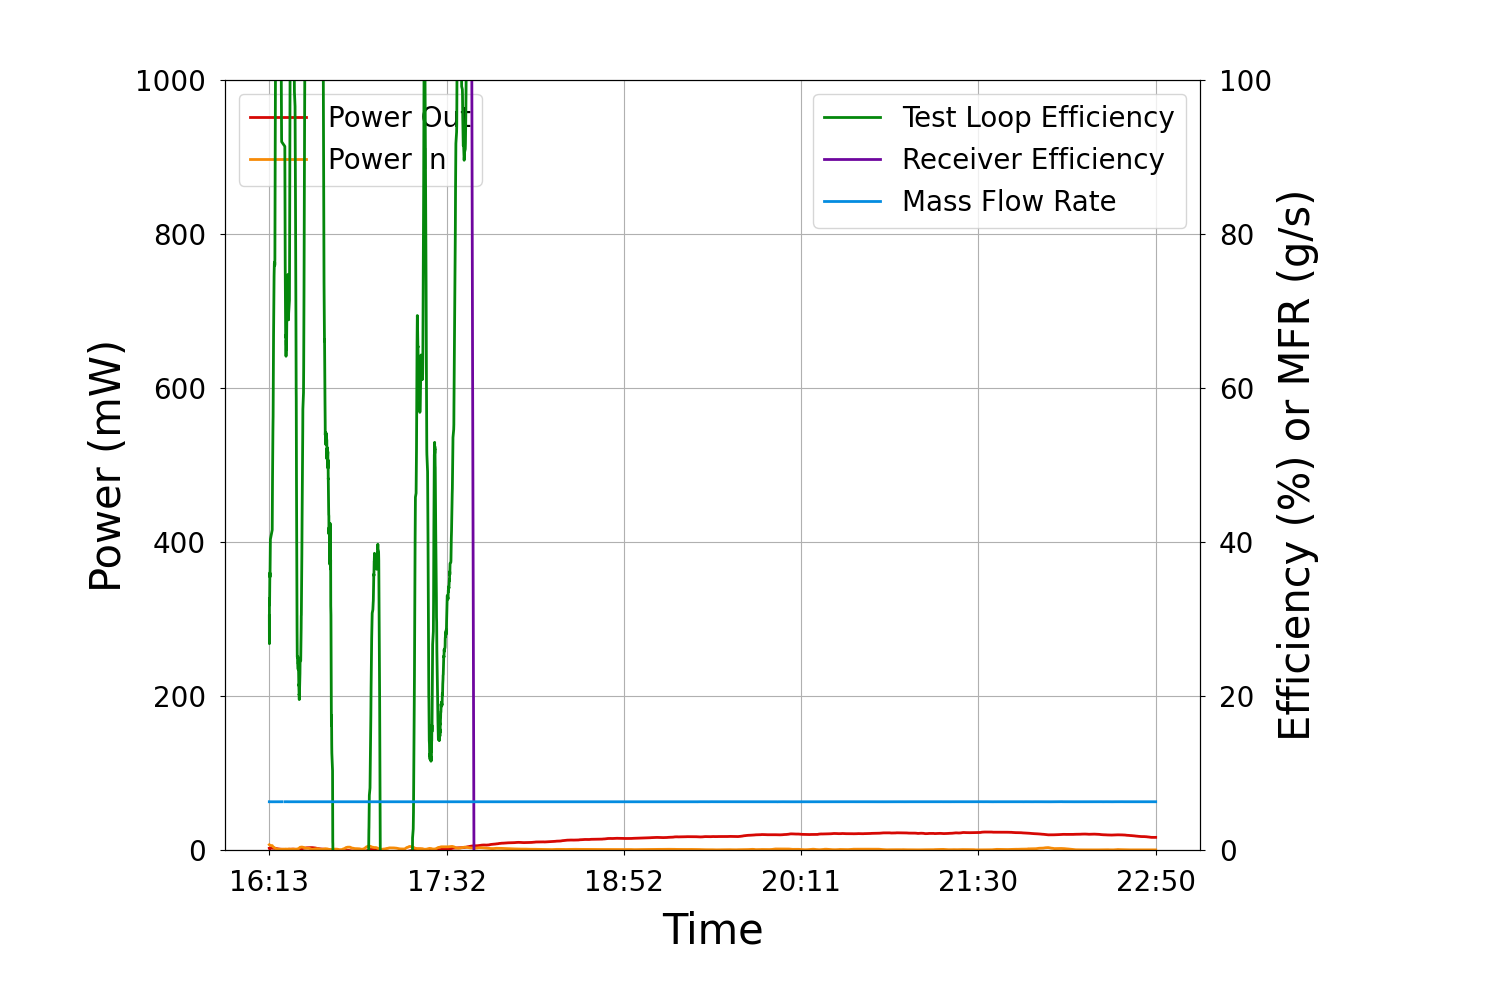 1000
800
600
400
200
0
Power (mW)
Power Out
Power In
Test Loop Efficiency
Receiver Efficiency
Mass Flow Rate
100
80
60
40
20
0
Efficiency (%) or MFR (g/s)
16:13 17:32 18:52 20:11 21:30 22:50
Time